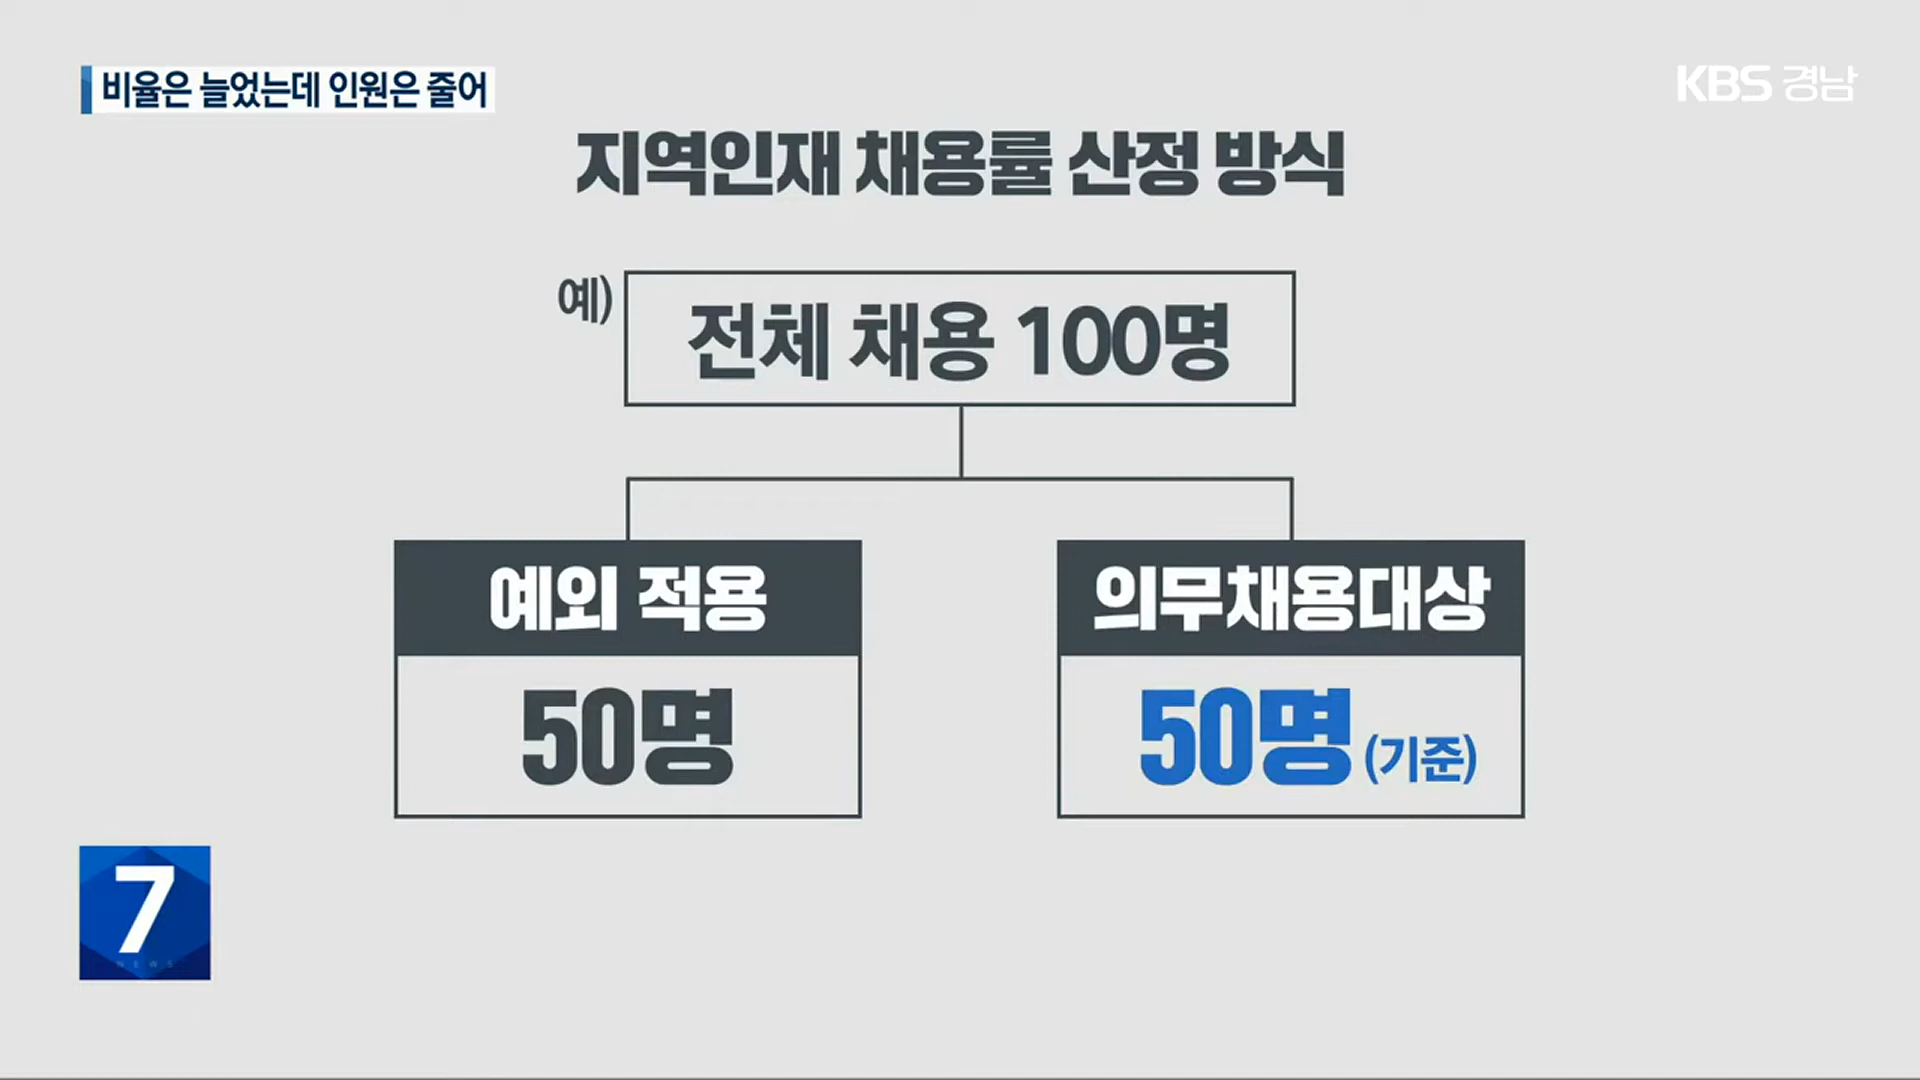 비율은 늘었는데 인원은 줄어
KBS 경남
지역인재 채용률 산정 방식
예)
전체 채용 100명
예외 적용
의무채용대상
50명
50명 (기준)
7
NEWS